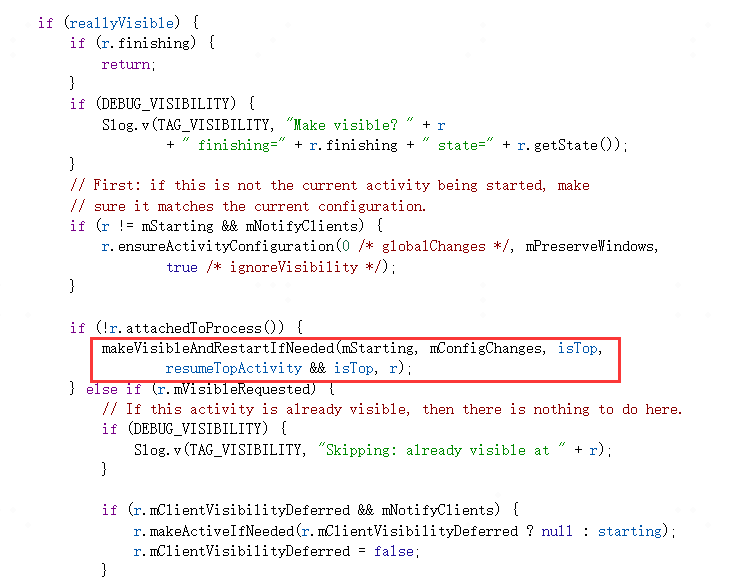 if (reallyVisible) {
if (r.finishing) {
return;
}
if (DEBUG_VISIBILITY) {
Slog.v(TAG_VISIBILITY, "Make visible? " + r
+ " finishing=" + r.finishing + " state=" + r.getState());
}
// First: if this is not the current activity being started, make
// sure it matches the current configuration.
if (r != mStarting && mNotifyClients) {
r.ensureActivityConfiguration(0 /* globalChanges */, mPreserveWindows,
true /* ignoreVisibility */);
}
if (!r.attachedToProcess()) {
makeVisibleAndRestartIfNeeded(mStarting, mConfigChanges, isTop,
resumeTopActivity && isTop, r);
} else if (r.mVisibleRequested) {
// If this activity is already visible, then there is nothing to do here.
if (DEBUG_VISIBILITY) {
Slog.v(TAG_VISIBILITY, "Skipping: already visible at " + r);
}
if (r.mClientVisibilityDeferred && mNotifyClients) {
r.makeActiveIfNeeded(r.mClientVisibilityDeferred ? null : starting);
r.mClientVisibilityDeferred = false;
}